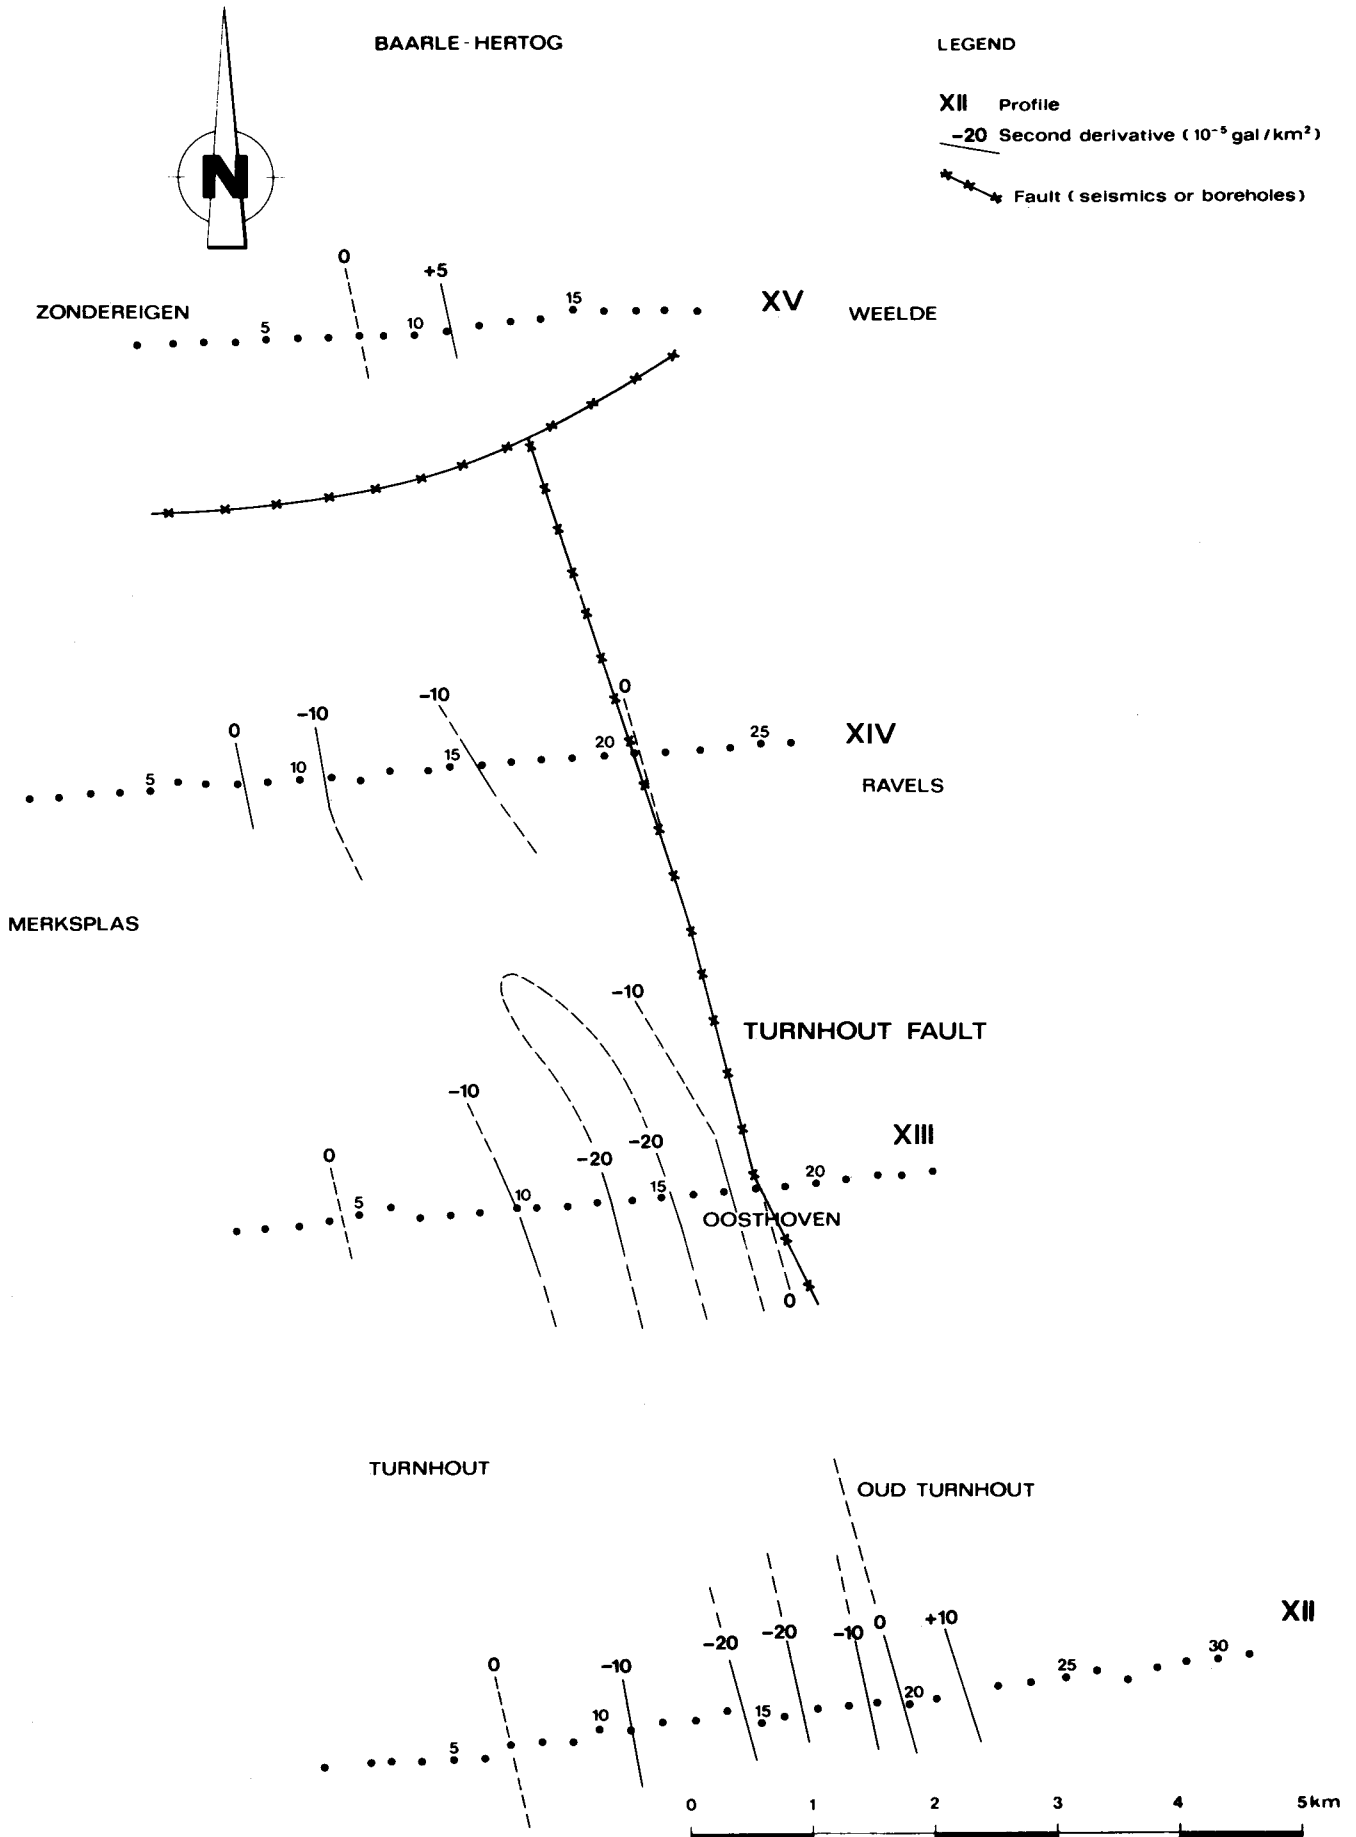 BAARLE - HERTOG
LEGEND
XII Profile
-20 Second derivative (10⁻⁵ gal/km²)
Fault (seismics or boreholes)
N
0
+5
ZONDEREIGEN
5
10
15
XV
WEELDE
0
-10
-10
0
5
10
15
20
25
XIV
RAVELS
MERKSPLAS
-10
TURNHOUT FAULT
-10
0
-20
-20
XIII
5
10
15
20
OOSTHOVEN
0
TURNHOUT
OUD TURNHOUT
XII
0
-10
-20
-20
-10
0
+10
5
10
15
20
25
30
0 1 2 3 4 5km